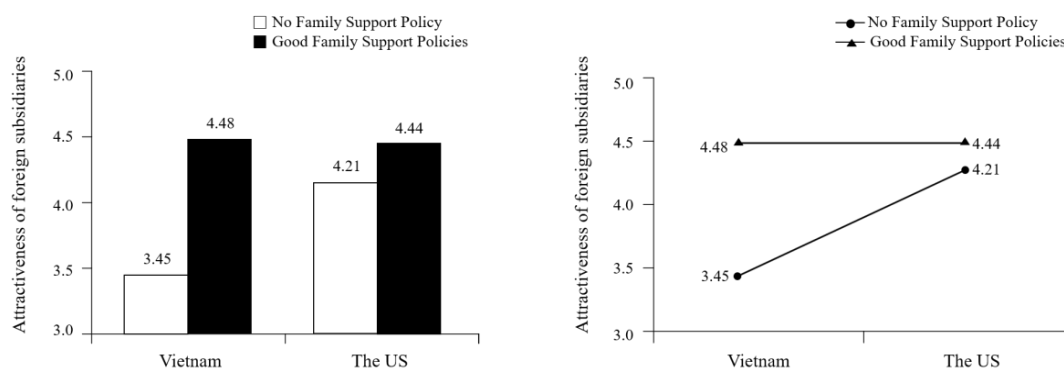 No Family Support Policy
Good Family Support Policies
Attractiveness of foreign subsidiaries
5.0
4.5
4.0
3.5
3.0
3.45
4.48
4.21
4.44
Vietnam
The US
No Family Support Policy
Good Family Support Policies
Attractiveness of foreign subsidiaries
5.0
4.5
4.0
3.5
3.0
4.48
4.44
4.21
3.45
Vietnam
The US